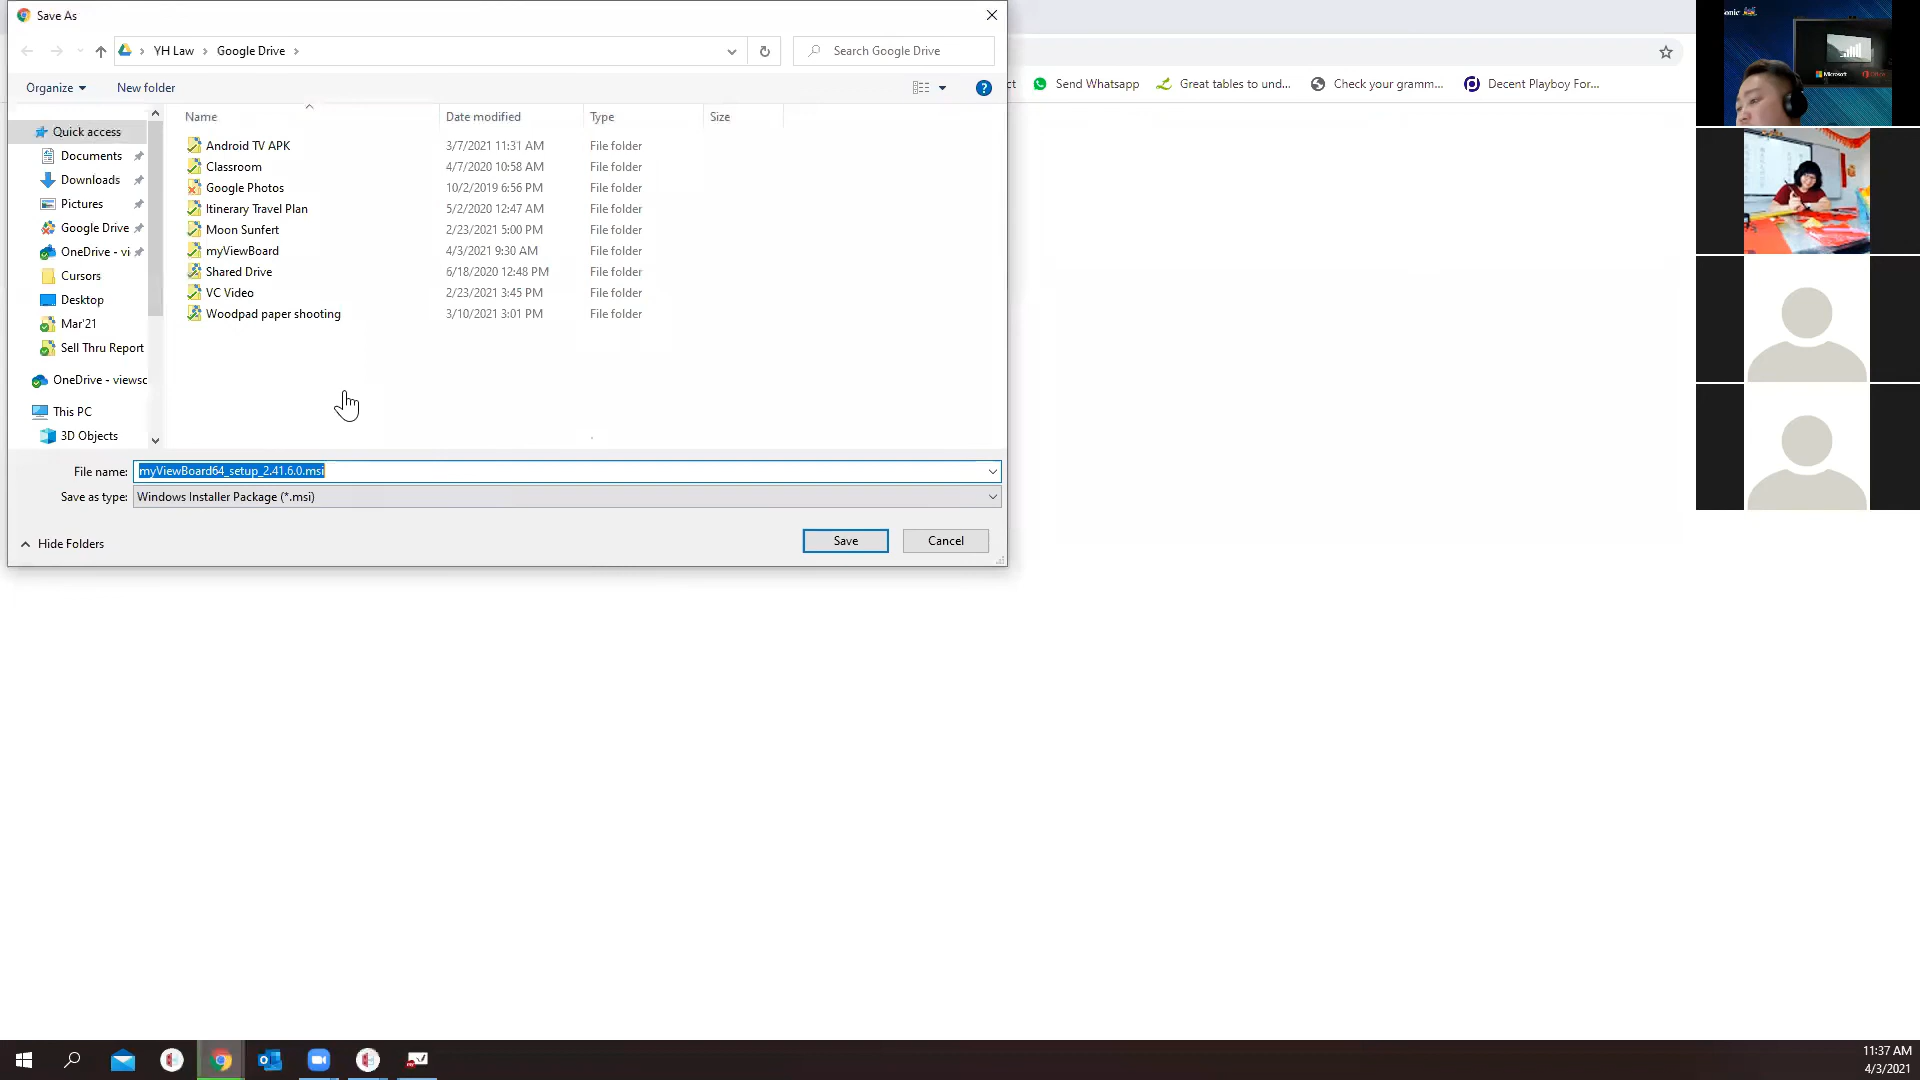 Save As
YH Law
Google Drive
Search Google Drive
Organize
New folder
Name
Date modified
Type
Size
Quick access
Documents
Downloads
Pictures
Google Drive
OneDrive - vi
Cursors
Desktop
Mar'21
Sell Thru Report
OneDrive - viewsc
This PC
3D Objects
Android TV APK 3/7/2021 11:31 AM File folder
Classroom 4/7/2020 10:58 AM File folder
Google Photos 10/2/2019 6:56 PM File folder
Itinerary Travel Plan 5/2/2020 12:47 AM File folder
Moon Sunfert 2/23/2021 5:00 PM File folder
myViewBoard 4/3/2021 9:30 AM File folder
Shared Drive 6/18/2020 12:48 PM File folder
VC Video 2/23/2021 3:45 PM File folder
Woodpad paper shooting 3/10/2021 3:01 PM File folder
File name: myViewBoard64_setup_2.41.6.0.msi
Save as type: Windows Installer Package (*.msi)
Hide Folders
Save
Cancel
ct
Send Whatsapp
Great tables to und...
Check your gramm...
Decent Playboy For...
onic
Microsoft
11:37 AM
4/3/2021